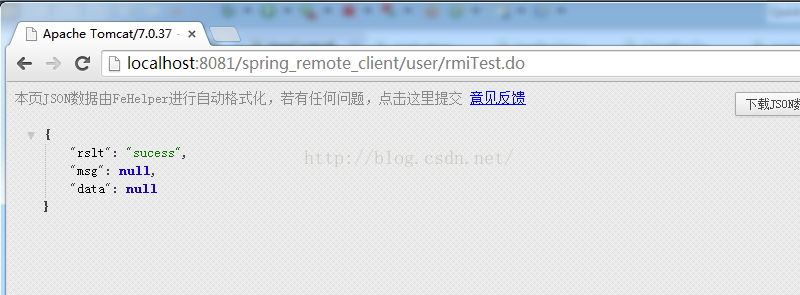 Apache Tomcat/7.0.37 -
localhost:8081/spring_remote_client/user/rmiTest.do
本页JSON数据由FeHelper进行自动格式化，若有任何问题，点击这里提交 意见反馈
下载JSON数
{
"rslt": "sucess",
"msg": null,
"data": null
}
http://blog.csdn.net/